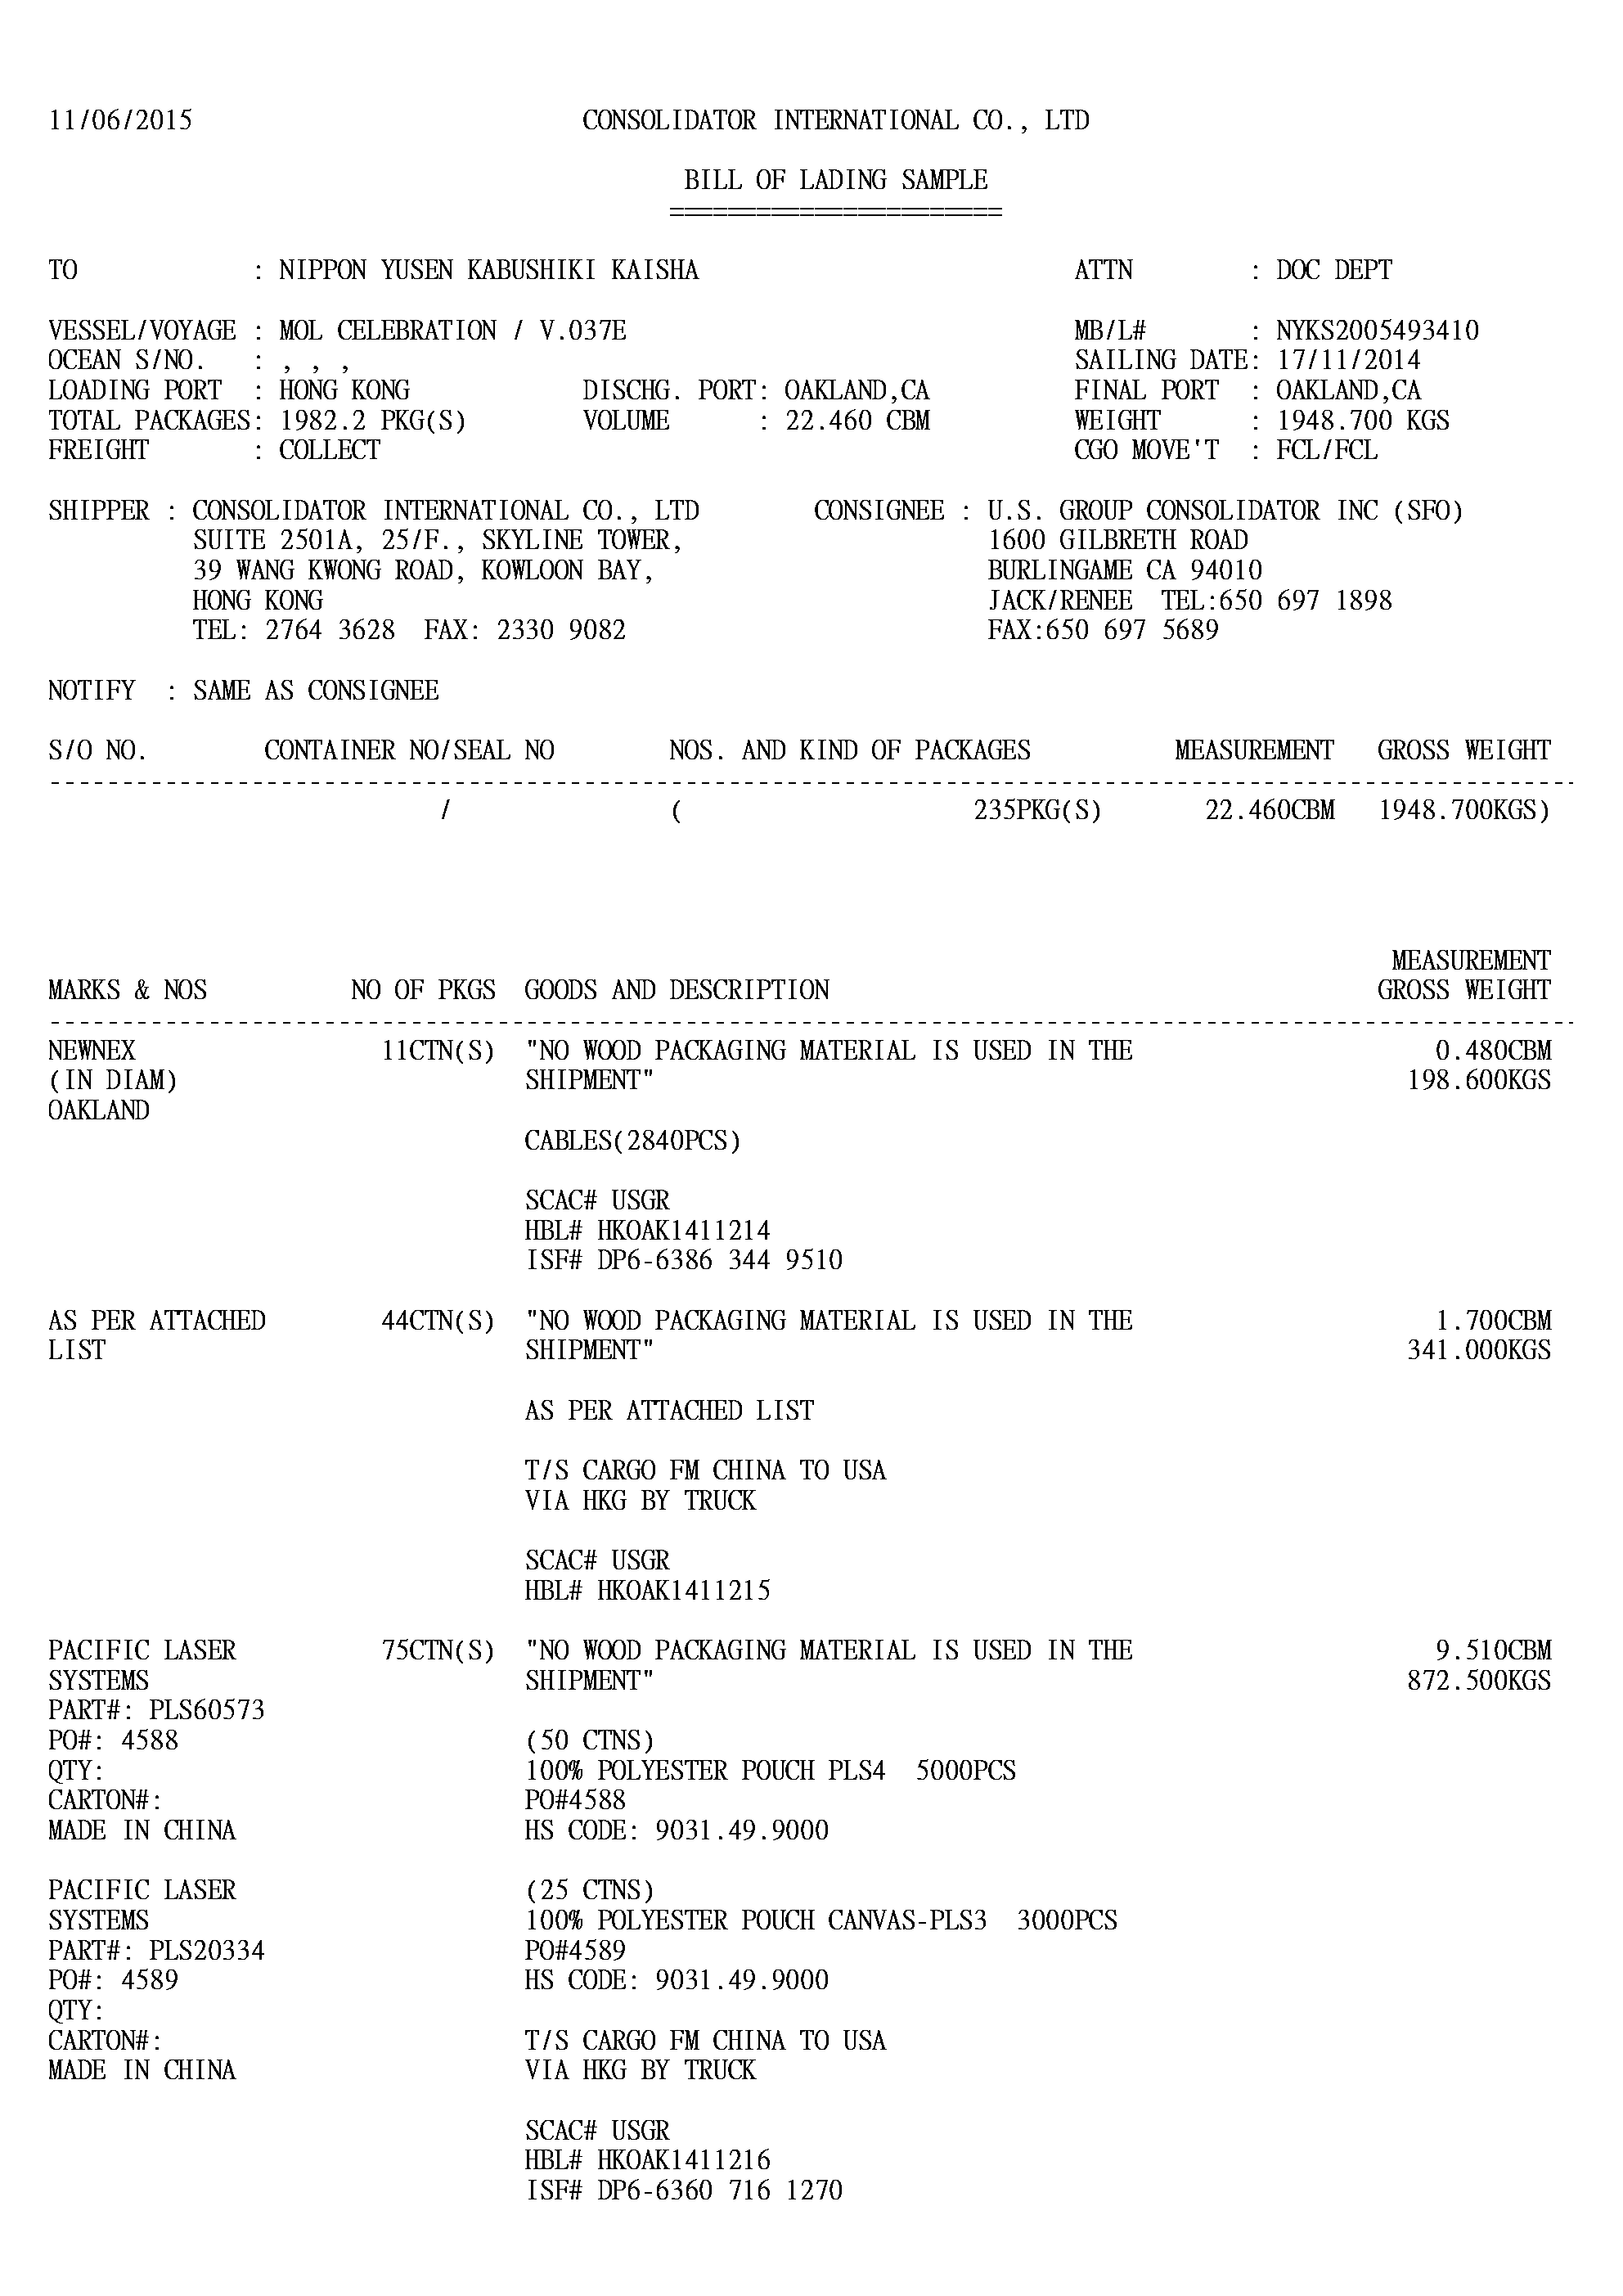 11/06/2015 CONSOLIDATOR INTERNATIONAL CO., LTD
BILL OF LADING SAMPLE
=======================
TO : NIPPON YUSEN KABUSHIKI KAISHA ATTN : DOC DEPT
VESSEL/VOYAGE : MOL CELEBRATION / V.037E MB/L# : NYKS2005493410
OCEAN S/NO. : , , , SAILING DATE: 17/11/2014
LOADING PORT : HONG KONG DISCHG. PORT: OAKLAND,CA FINAL PORT : OAKLAND,CA
TOTAL PACKAGES: 1982.2 PKG(S) VOLUME : 22.460 CBM WEIGHT : 1948.700 KGS
FREIGHT : COLLECT CGO MOVE'T : FCL/FCL
SHIPPER : CONSOLIDATOR INTERNATIONAL CO., LTD CONSIGNEE : U.S. GROUP CONSOLIDATOR INC (SFO)
SUITE 2501A, 25/F., SKYLINE TOWER, 1600 GILBRETH ROAD
39 WANG KWONG ROAD, KOWLOON BAY, BURLINGAME CA 94010
HONG KONG JACK/RENEE TEL:650 697 1898
TEL: 2764 3628 FAX: 2330 9082 FAX:650 697 5689
NOTIFY : SAME AS CONSIGNEE
S/O NO. CONTAINER NO/SEAL NO NOS. AND KIND OF PACKAGES MEASUREMENT GROSS WEIGHT
/ ( 235PKG(S) 22.460CBM 1948.700KGS)
MEASUREMENT
MARKS & NOS NO OF PKGS GOODS AND DESCRIPTION GROSS WEIGHT
NEWNEX 11CTN(S) "NO WOOD PACKAGING MATERIAL IS USED IN THE 0.480CBM
(IN DIAM) SHIPMENT" 198.600KGS
OAKLAND
CABLES(2840PCS)
SCAC# USGR
HBL# HKOAK1411214
ISF# DP6-6386 344 9510
AS PER ATTACHED 44CTN(S) "NO WOOD PACKAGING MATERIAL IS USED IN THE 1.700CBM
LIST SHIPMENT" 341.000KGS
AS PER ATTACHED LIST
T/S CARGO FM CHINA TO USA
VIA HKG BY TRUCK
SCAC# USGR
HBL# HKOAK1411215
PACIFIC LASER 75CTN(S) "NO WOOD PACKAGING MATERIAL IS USED IN THE 9.510CBM
SYSTEMS SHIPMENT" 872.500KGS
PART#: PLS60573
PO#: 4588 (50 CTNS)
QTY: 100% POLYESTER POUCH PLS4 5000PCS
CARTON#: PO#4588
MADE IN CHINA HS CODE: 9031.49.9000
PACIFIC LASER (25 CTNS)
SYSTEMS 100% POLYESTER POUCH CANVAS-PLS3 3000PCS
PART#: PLS20334 PO#4589
PO#: 4589 HS CODE: 9031.49.9000
QTY:
CARTON#: T/S CARGO FM CHINA TO USA
MADE IN CHINA VIA HKG BY TRUCK
SCAC# USGR
HBL# HKOAK1411216
ISF# DP6-6360 716 1270